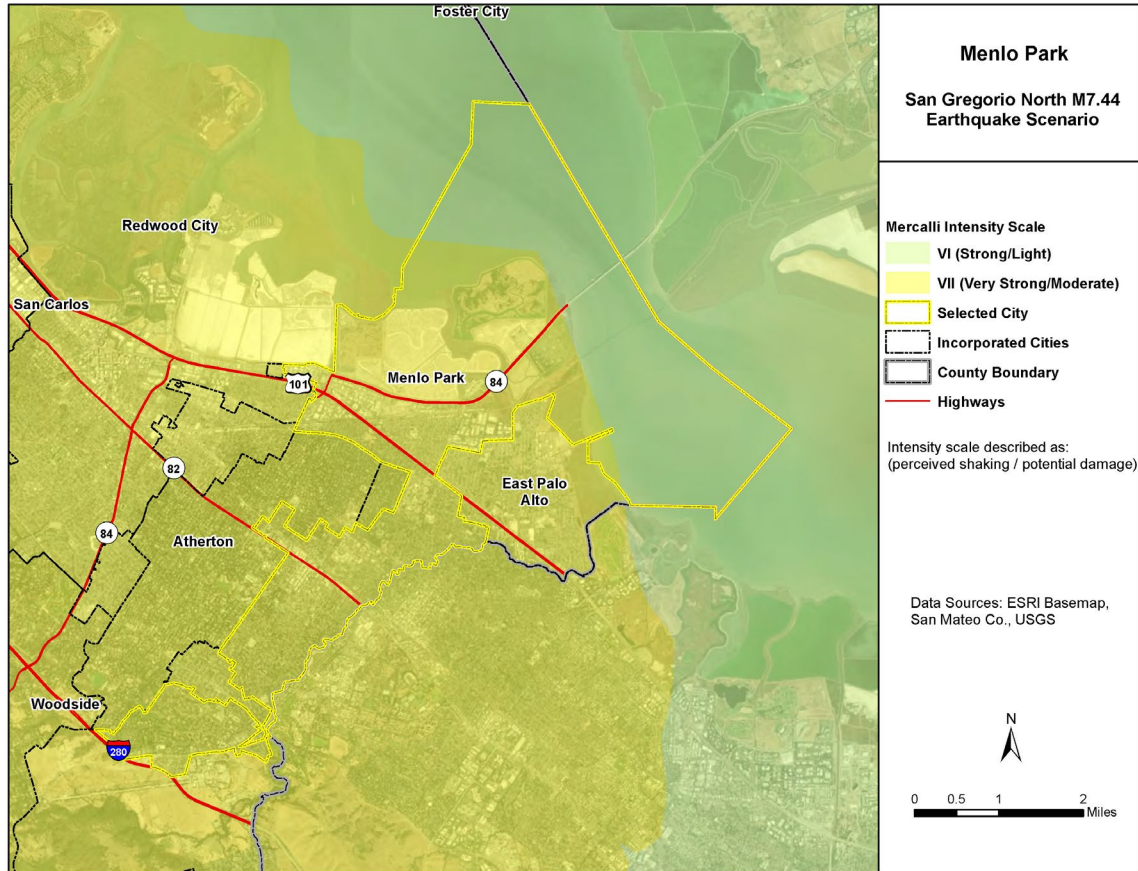 Foster City
Redwood City
San Carlos
101
Menlo Park
84
82
East Palo
Alto
84
Atherton
Woodside
280
Menlo Park
San Gregorio North M7.44
Earthquake Scenario
Mercalli Intensity Scale
VI (Strong/Light)
VII (Very Strong/Moderate)
Selected City
Incorporated Cities
County Boundary
Highways
Intensity scale described as:
(perceived shaking / potential damage)
Data Sources: ESRI Basemap,
San Mateo Co., USGS
N
0 0.5 1 2
Miles